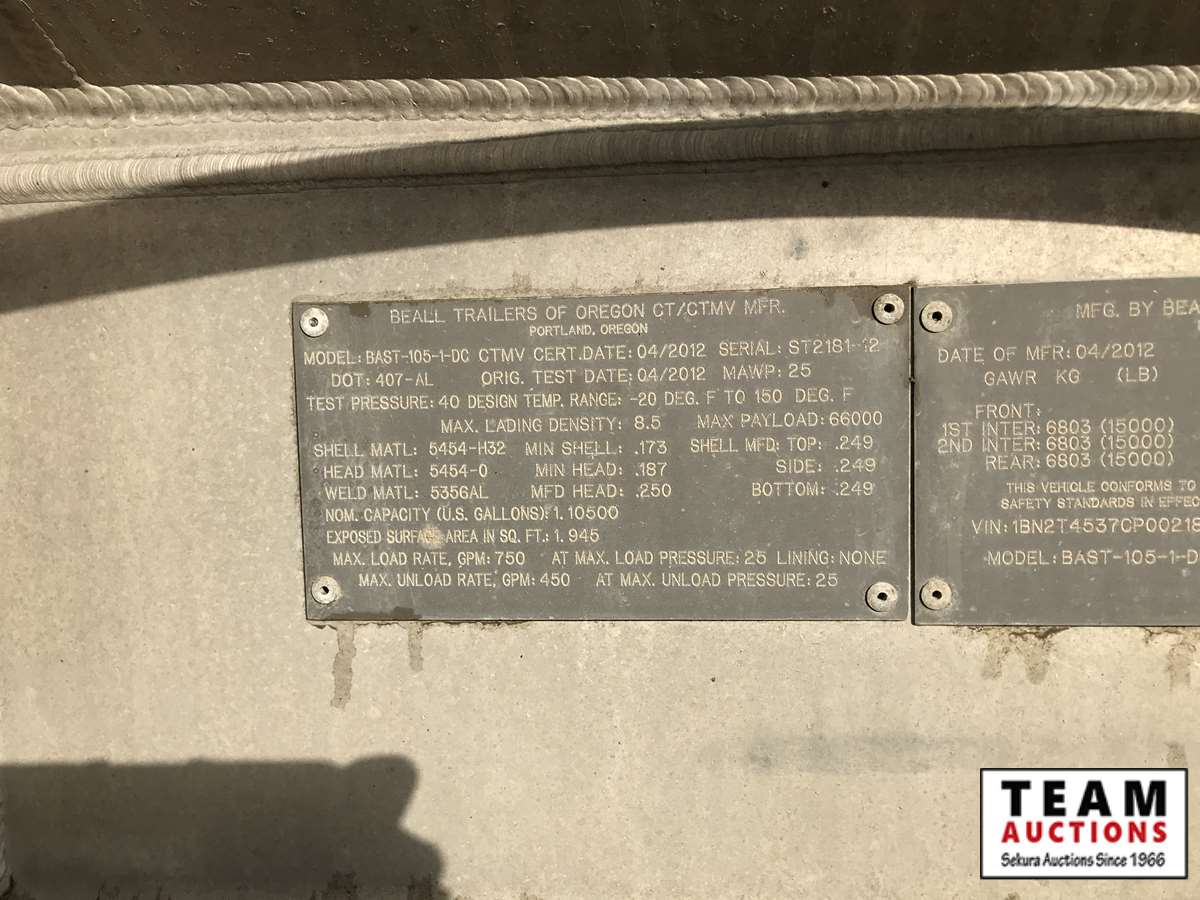 BEALL TRAILERS OF OREGON CT/CTMV MFR.
PORTLAND, OREGON
MODEL: BAST-105-1-DC CTMV CERT.DATE: 04/2012 SERIAL: ST2181-12
DOT: 407-AL ORIG. TEST DATE: 04/2012 MAWP: 25
TEST PRESSURE: 40 DESIGN TEMP. RANGE: -20 DEG. F TO 150 DEG. F
MAX. LADING DENSITY: 8.5 MAX PAYLOAD: 66000
SHELL MATL: 5454-H32 MIN SHELL: .173 SHELL MFD: TOP: .249
HEAD MATL: 5454-0 MIN HEAD: .187 SIDE: .249
WELD MATL: 5356AL MFD HEAD: .250 BOTTOM: .249
NOM. CAPACITY (U.S. GALLONS): 1. 10500
EXPOSED SURFACE AREA IN SQ. FT.: 1. 945
MAX. LOAD RATE, GPM: 750 AT MAX. LOAD PRESSURE: 25 LINING: NONE
MAX. UNLOAD RATE, GPM: 450 AT MAX. UNLOAD PRESSURE: 25
MFG. BY BEA
DATE OF MFR: 04/2012
GAWR KG (LB)
FRONT:
1ST INTER: 6803 (15000)
2ND INTER: 6803 (15000)
REAR: 6803 (15000)
THIS VEHICLE CONFORMS TO
SAFETY STANDARDS IN EFFEC
VIN: 1BN2T4537CP00218
MODEL: BAST-105-1-D
TEAM
AUCTIONS
Sekura Auctions Since 1966